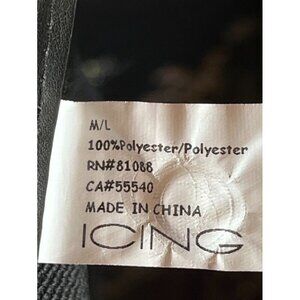 M/L
100%Polyester/Polyester
RN#81088
CA#55540
MADE IN CHINA
ICING